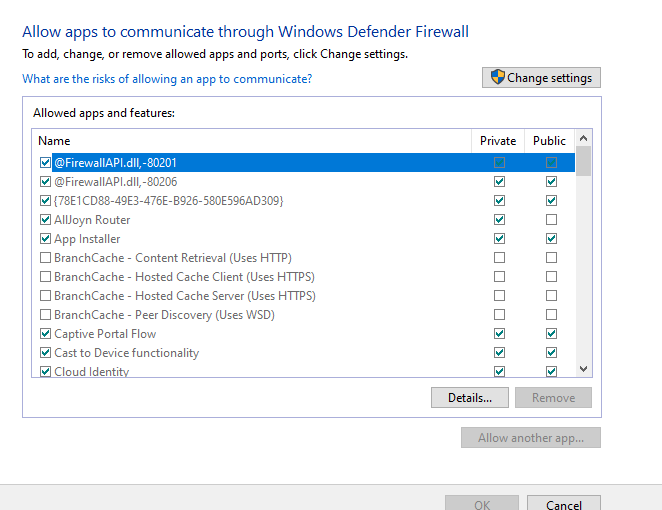 Allow apps to communicate through Windows Defender Firewall
To add, change, or remove allowed apps and ports, click Change settings.
What are the risks of allowing an app to communicate?
Change settings
Allowed apps and features:
Name Private Public
@FirewallAPI.dll,-80201
@FirewallAPI.dll,-80206
{78E1CD88-49E3-476E-B926-580E596AD309}
AllJoyn Router
App Installer
BranchCache - Content Retrieval (Uses HTTP)
BranchCache - Hosted Cache Client (Uses HTTPS)
BranchCache - Hosted Cache Server (Uses HTTPS)
BranchCache - Peer Discovery (Uses WSD)
Captive Portal Flow
Cast to Device functionality
Cloud Identity
Details... Remove
Allow another app...
OK Cancel